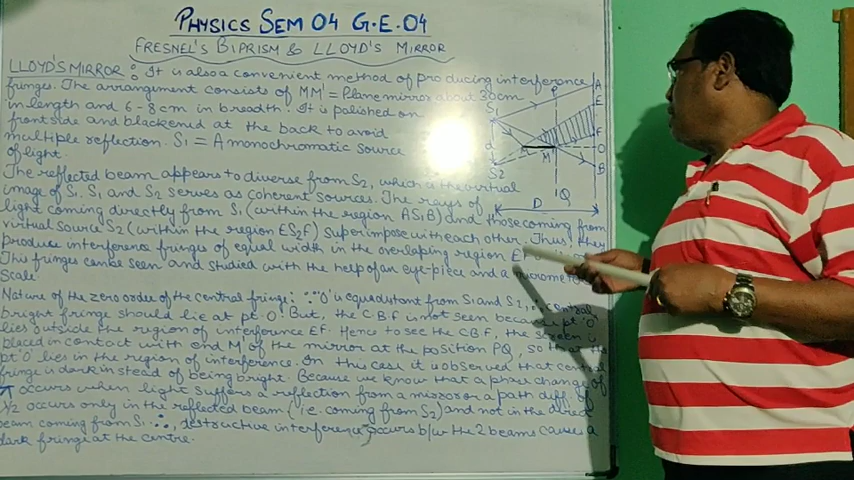 PHYSICS SEM 04 G.E.04
FRESNEL'S BIPRISM & LLOYD'S MIRROR
LLOYD'S MIRROR : It is also a convenient method of producing interference
fringes. The arrangement consists of MM' = Plane mirror about 30cm
in length and 6-8cm in breadth. It is polished on
front side and blackened at the back to avoid
multiple reflection. S1 = A monochromatic source
of light.
The reflected beam appears to diverse from S2, which is the virtual
image of S1. S1 and S2 serves as coherent sources. The rays of
light coming directly from S1 (within the region AS1B) and those coming from
virtual source S2 (within the region ES2F) superimpose with each other. Thus, they
produce interference fringes of equal width in the overlaping region EF
This fringes can be seen and studied with the help of an eye-piece and a micrometer
scale
Nature of the zero order of the central fringe: ∵ 'O' is equidistant from S1 and S2, ∴ central
bright fringe should lie at pt. 'O'. But, the C.B.F is not seen because pt. 'O'
lies outside the region of interference EF. Hence to see the C.B.F, the screen is
placed in contact with end M' of the mirror at the position PQ, so that
pt 'O' lies in the region of interference. In this case it is observed that central
fringe is dark instead of being bright. Because we know that a phase change of
π occurs when light suffers a reflection from a mirror or a path diff. of
λ/2 occurs only in the reflected beam (i.e. coming from S2) and not in the direct
beam coming from S1. ∴, destructive interference occurs b/w the 2 beams cause a
dark fringe at the centre.
P
A
E
S1
F
d
O
M'
B
S2
D
Q